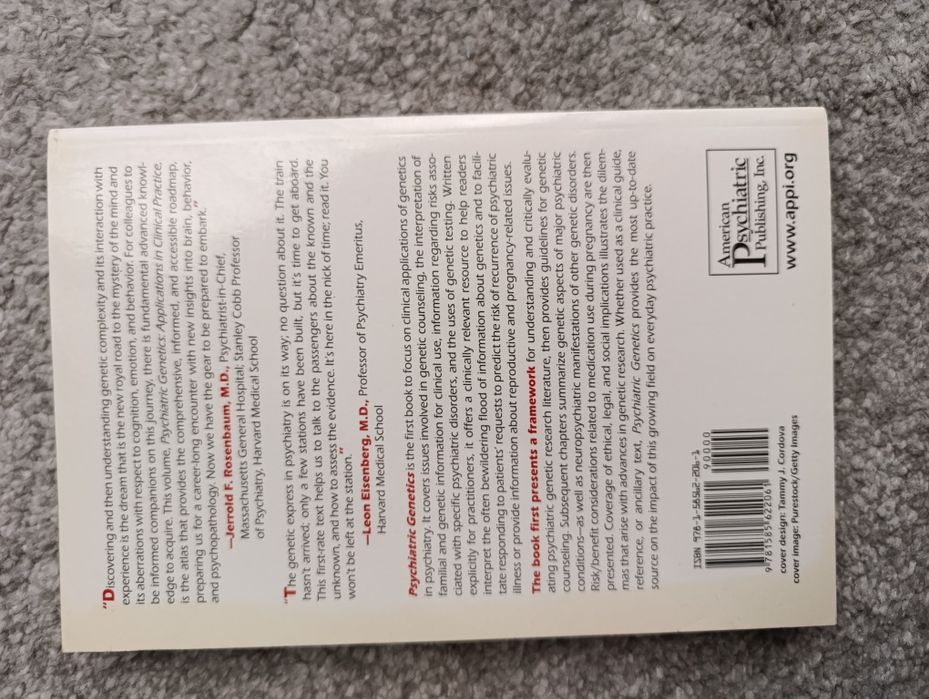 "Discovering and then understanding genetic complexity and its interaction with
experience is the dream that is the new royal road to the mystery of the mind and
its aberrations with respect to cognition, emotion, and behavior. For colleagues to
be informed companions on this journey, there is fundamental advanced knowl-
edge to acquire. This volume, Psychiatric Genetics: Applications in Clinical Practice,
is the atlas that provides the comprehensive, informed, and accessible roadmap,
preparing us for a career-long encounter with new insights into brain, behavior,
and psychopathology. Now we have the gear to be prepared to embark."
—Jerrold F. Rosenbaum, M.D., Psychiatrist-in-Chief,
Massachusetts General Hospital; Stanley Cobb Professor
of Psychiatry, Harvard Medical School
"The genetic express in psychiatry is on its way; no question about it. The train
hasn't arrived; only a few stations have been built, but it's time to get aboard.
This first-rate text helps us to talk to the passengers about the known and the
unknown, and how to assess the evidence. It's here in the nick of time; read it. You
won't be left at the station."
—Leon Eisenberg, M.D., Professor of Psychiatry Emeritus,
Harvard Medical School
Psychiatric Genetics is the first book to focus on clinical applications of genetics
in psychiatry. It covers issues involved in genetic counseling, the interpretation of
familial and genetic information for clinical use, information regarding risks asso-
ciated with specific psychiatric disorders, and the uses of genetic testing. Written
explicitly for practitioners, it offers a clinically relevant resource to help readers
interpret the often bewildering flood of information about genetics and to facili-
tate responding to patients' requests to predict the risk of recurrence of psychiatric
illness or provide information about reproductive and pregnancy-related issues.
The book first presents a framework for understanding and critically evalu-
ating psychiatric genetic research literature, then provides guidelines for genetic
counseling. Subsequent chapters summarize genetic aspects of major psychiatric
conditions—as well as neuropsychiatric manifestations of other genetic disorders.
Risk/benefit considerations related to medication use during pregnancy are then
presented. Coverage of ethical, legal, and social implications illustrates the dilem-
mas that arise with advances in genetic research. Whether used as a clinical guide,
reference, or ancillary text, Psychiatric Genetics provides the most up-to-date
source on the impact of this growing field on everyday psychiatric practice.
ISBN 978-1-58562-206-1
90000
9 781585 622061
cover design: Tammy J. Cordova
cover image: Purestock/Getty Images
American
Psychiatric
Publishing, Inc.
www.appi.org